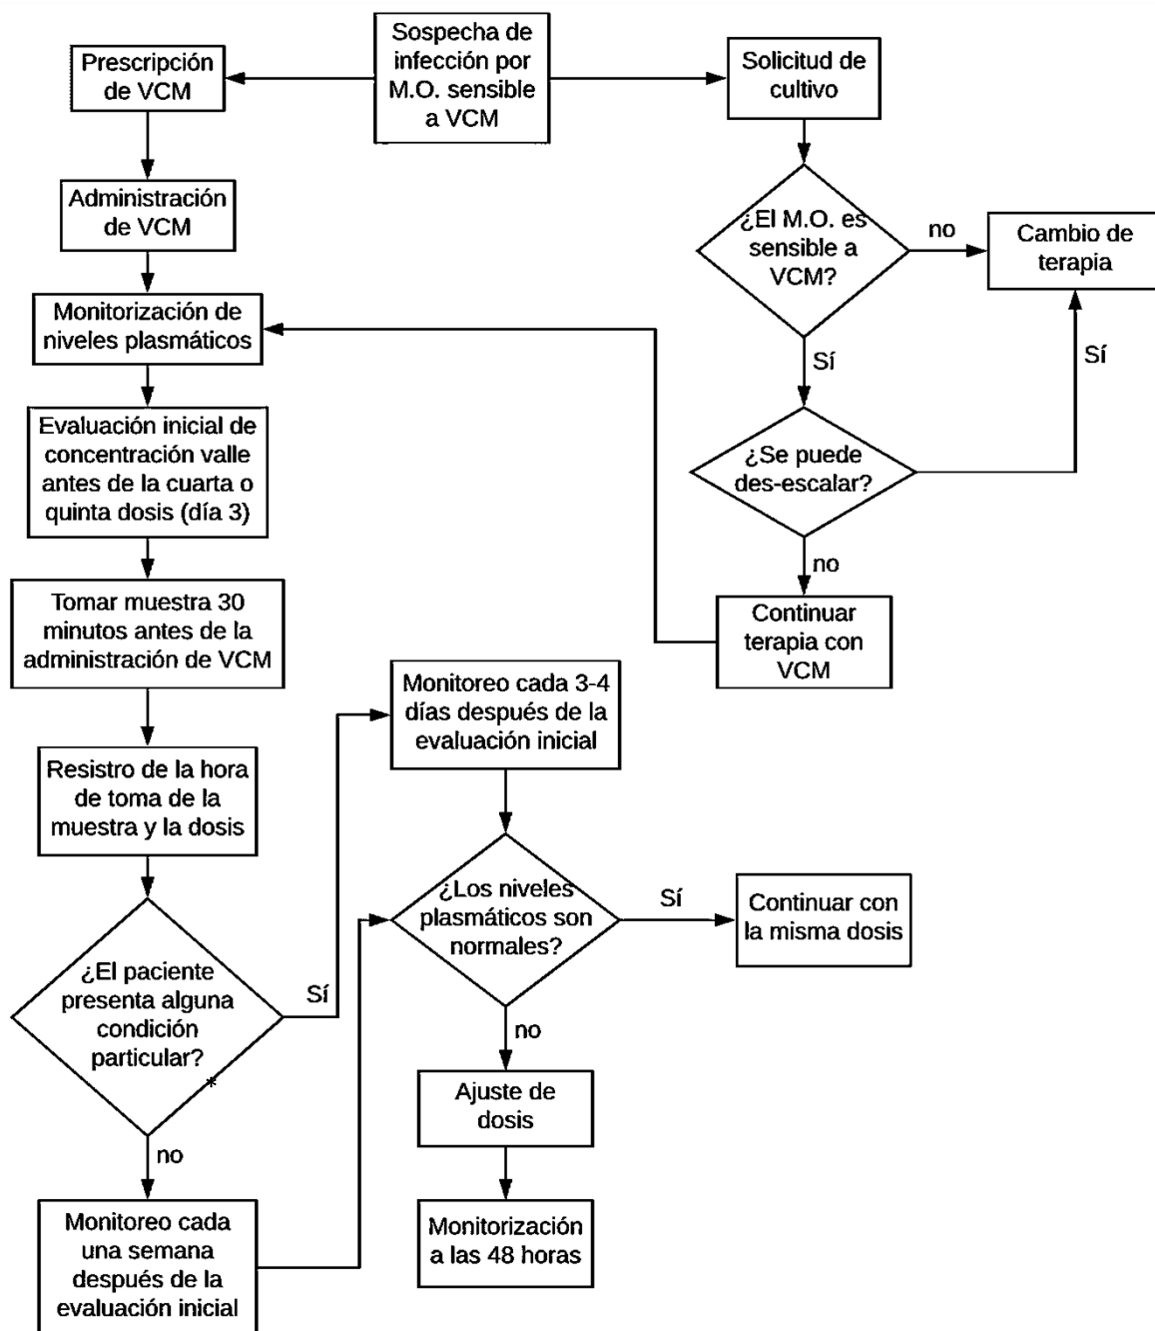 Sospecha de
infección por
M.O. sensible
a VCM
Prescripción
de VCM
Solicitud de
cultivo
Administración
de VCM
¿El M.O. es
sensible a
VCM?
no
Cambio de
terapia
Monitorización de
niveles plasmáticos
Sí
Sí
Evaluación inicial de
concentración valle
antes de la cuarta o
quinta dosis (día 3)
¿Se puede
des-escalar?
no
Tomar muestra 30
minutos antes de la
administración de VCM
Continuar
terapia con
VCM
Monitoreo cada 3-4
días después de la
evaluación inicial
Resistro de la hora
de toma de la
muestra y la dosis
¿Los niveles
plasmáticos son
normales?
Sí
Continuar con
la misma dosis
¿El paciente
presenta alguna
condición
particular?
*
Sí
no
Ajuste de
dosis
no
Monitoreo cada
una semana
después de la
evaluación inicial
Monitorización
a las 48 horas